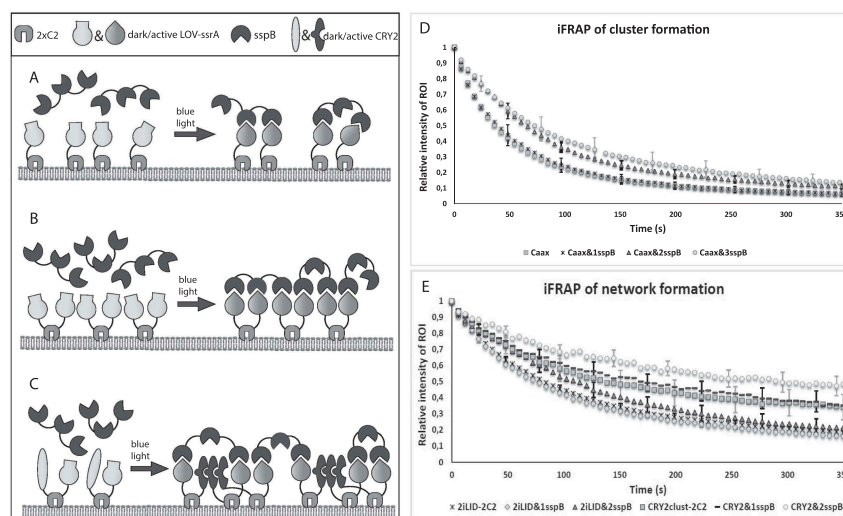 2xC2 & dark/active LOV-ssrA sspB & dark/active CRY2
A
blue
light
B
blue
light
C
blue
light
D
iFRAP of cluster formation
Relative intensity of ROI
1
0,9
0,8
0,7
0,6
0,5
0,4
0,3
0,2
0,1
0
0 50 100 150 200 250 300 35
Time (s)
Caax Caax&1sspB Caax&2sspB Caax&3sspB
E
iFRAP of network formation
Relative intensity of ROI
1
0,9
0,8
0,7
0,6
0,5
0,4
0,3
0,2
0,1
0
0 50 100 150 200 250 300 35
Time (s)
2iLID-2C2 2iLID&1sspB 2iLID&2sspB CRY2clust-2C2 CRY2&1sspB CRY2&2sspB